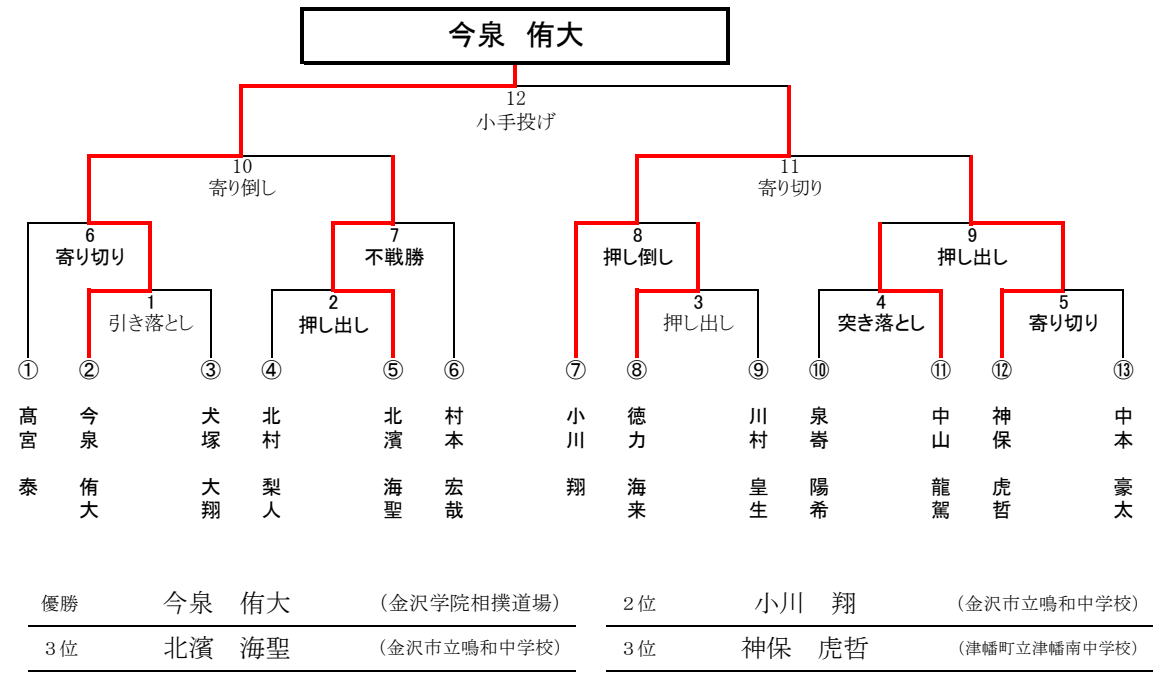 今泉 侑大
12
小手投げ
10
寄り倒し
11
寄り切り
6
寄り切り
7
不戦勝
8
押し倒し
9
押し出し
1
引き落とし
2
押し出し
3
押し出し
4
突き落とし
5
寄り切り
① ② ③ ④ ⑤ ⑥ ⑦ ⑧ ⑨ ⑩ ⑪ ⑫ ⑬
髙宮 泰
今泉 侑大
犬塚 大翔
北村 梨人
北濱 海聖
村本 宏哉
小川 翔
徳力 海来
川村 皇生
泉嵜 陽希
中山 龍駕
神保 虎哲
中本 豪太
優勝 今泉 侑大 (金沢学院相撲道場)
2位 小川 翔 (金沢市立鳴和中学校)
3位 北濱 海聖 (金沢市立鳴和中学校)
3位 神保 虎哲 (津幡町立津幡南中学校)